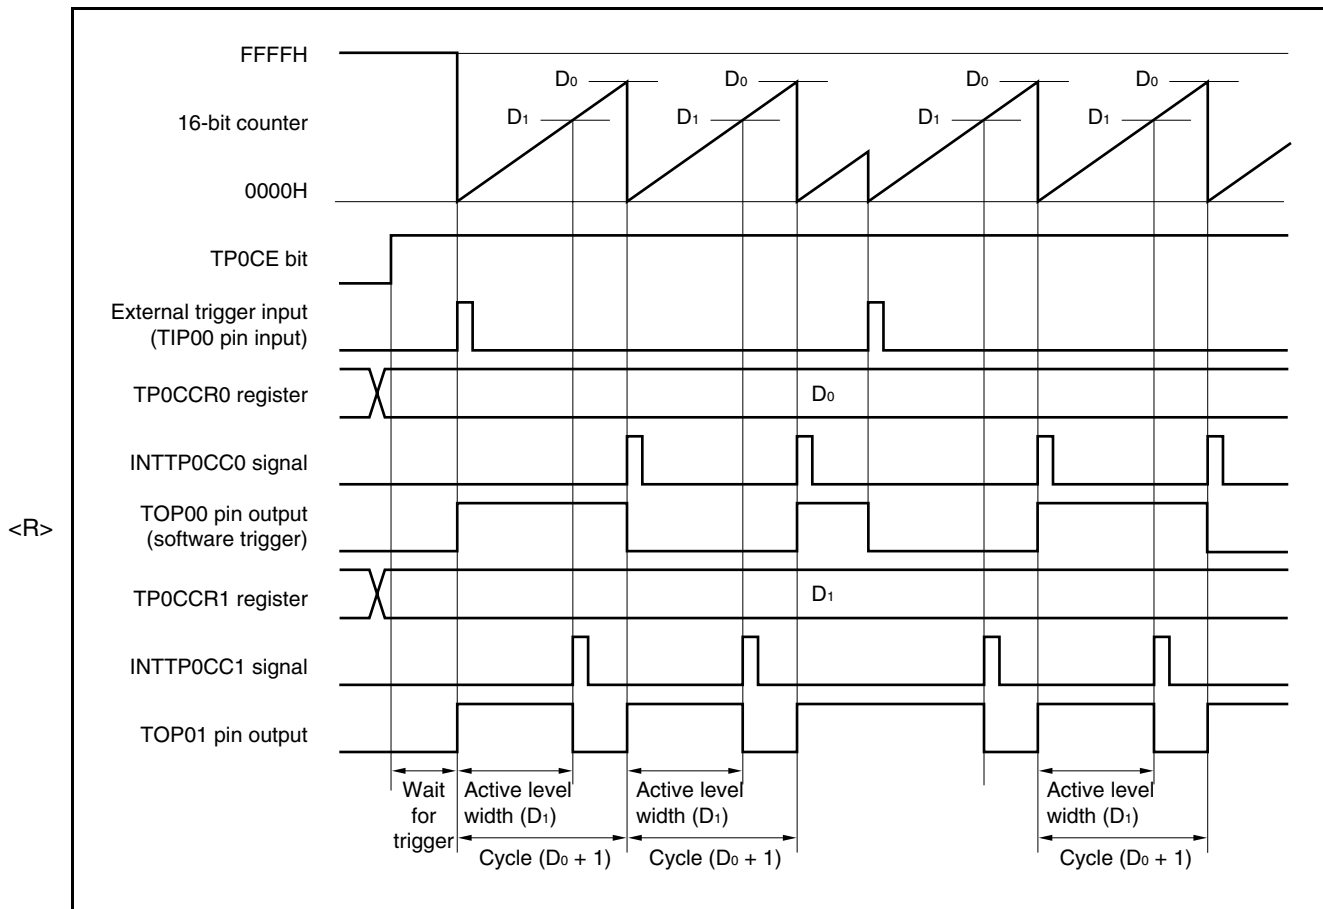 FFFFH
D0
D0
D0
D0
16-bit counter
D1
D1
D1
D1
0000H
TP0CE bit
External trigger input
(TIP00 pin input)
TP0CCR0 register
D0
INTTP0CC0 signal
<R>
TOP00 pin output
(software trigger)
TP0CCR1 register
D1
INTTP0CC1 signal
TOP01 pin output
Wait
for
trigger
Active level
width (D1)
Active level
width (D1)
Active level
width (D1)
Cycle (D0 + 1)
Cycle (D0 + 1)
Cycle (D0 + 1)